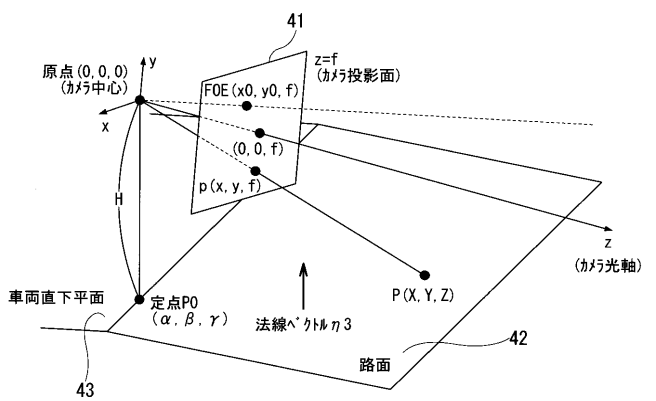 41
y
z=f
(カメラ投影面)
原点(0, 0, 0)
(カメラ中心)
FOE(x0, y0, f)
x
(0, 0, f)
p(x, y, f)
H
z
(カメラ光軸)
P(X, Y, Z)
車両直下平面
定点P0
(α, β, γ)
法線ベクトルη3
42
路面
43